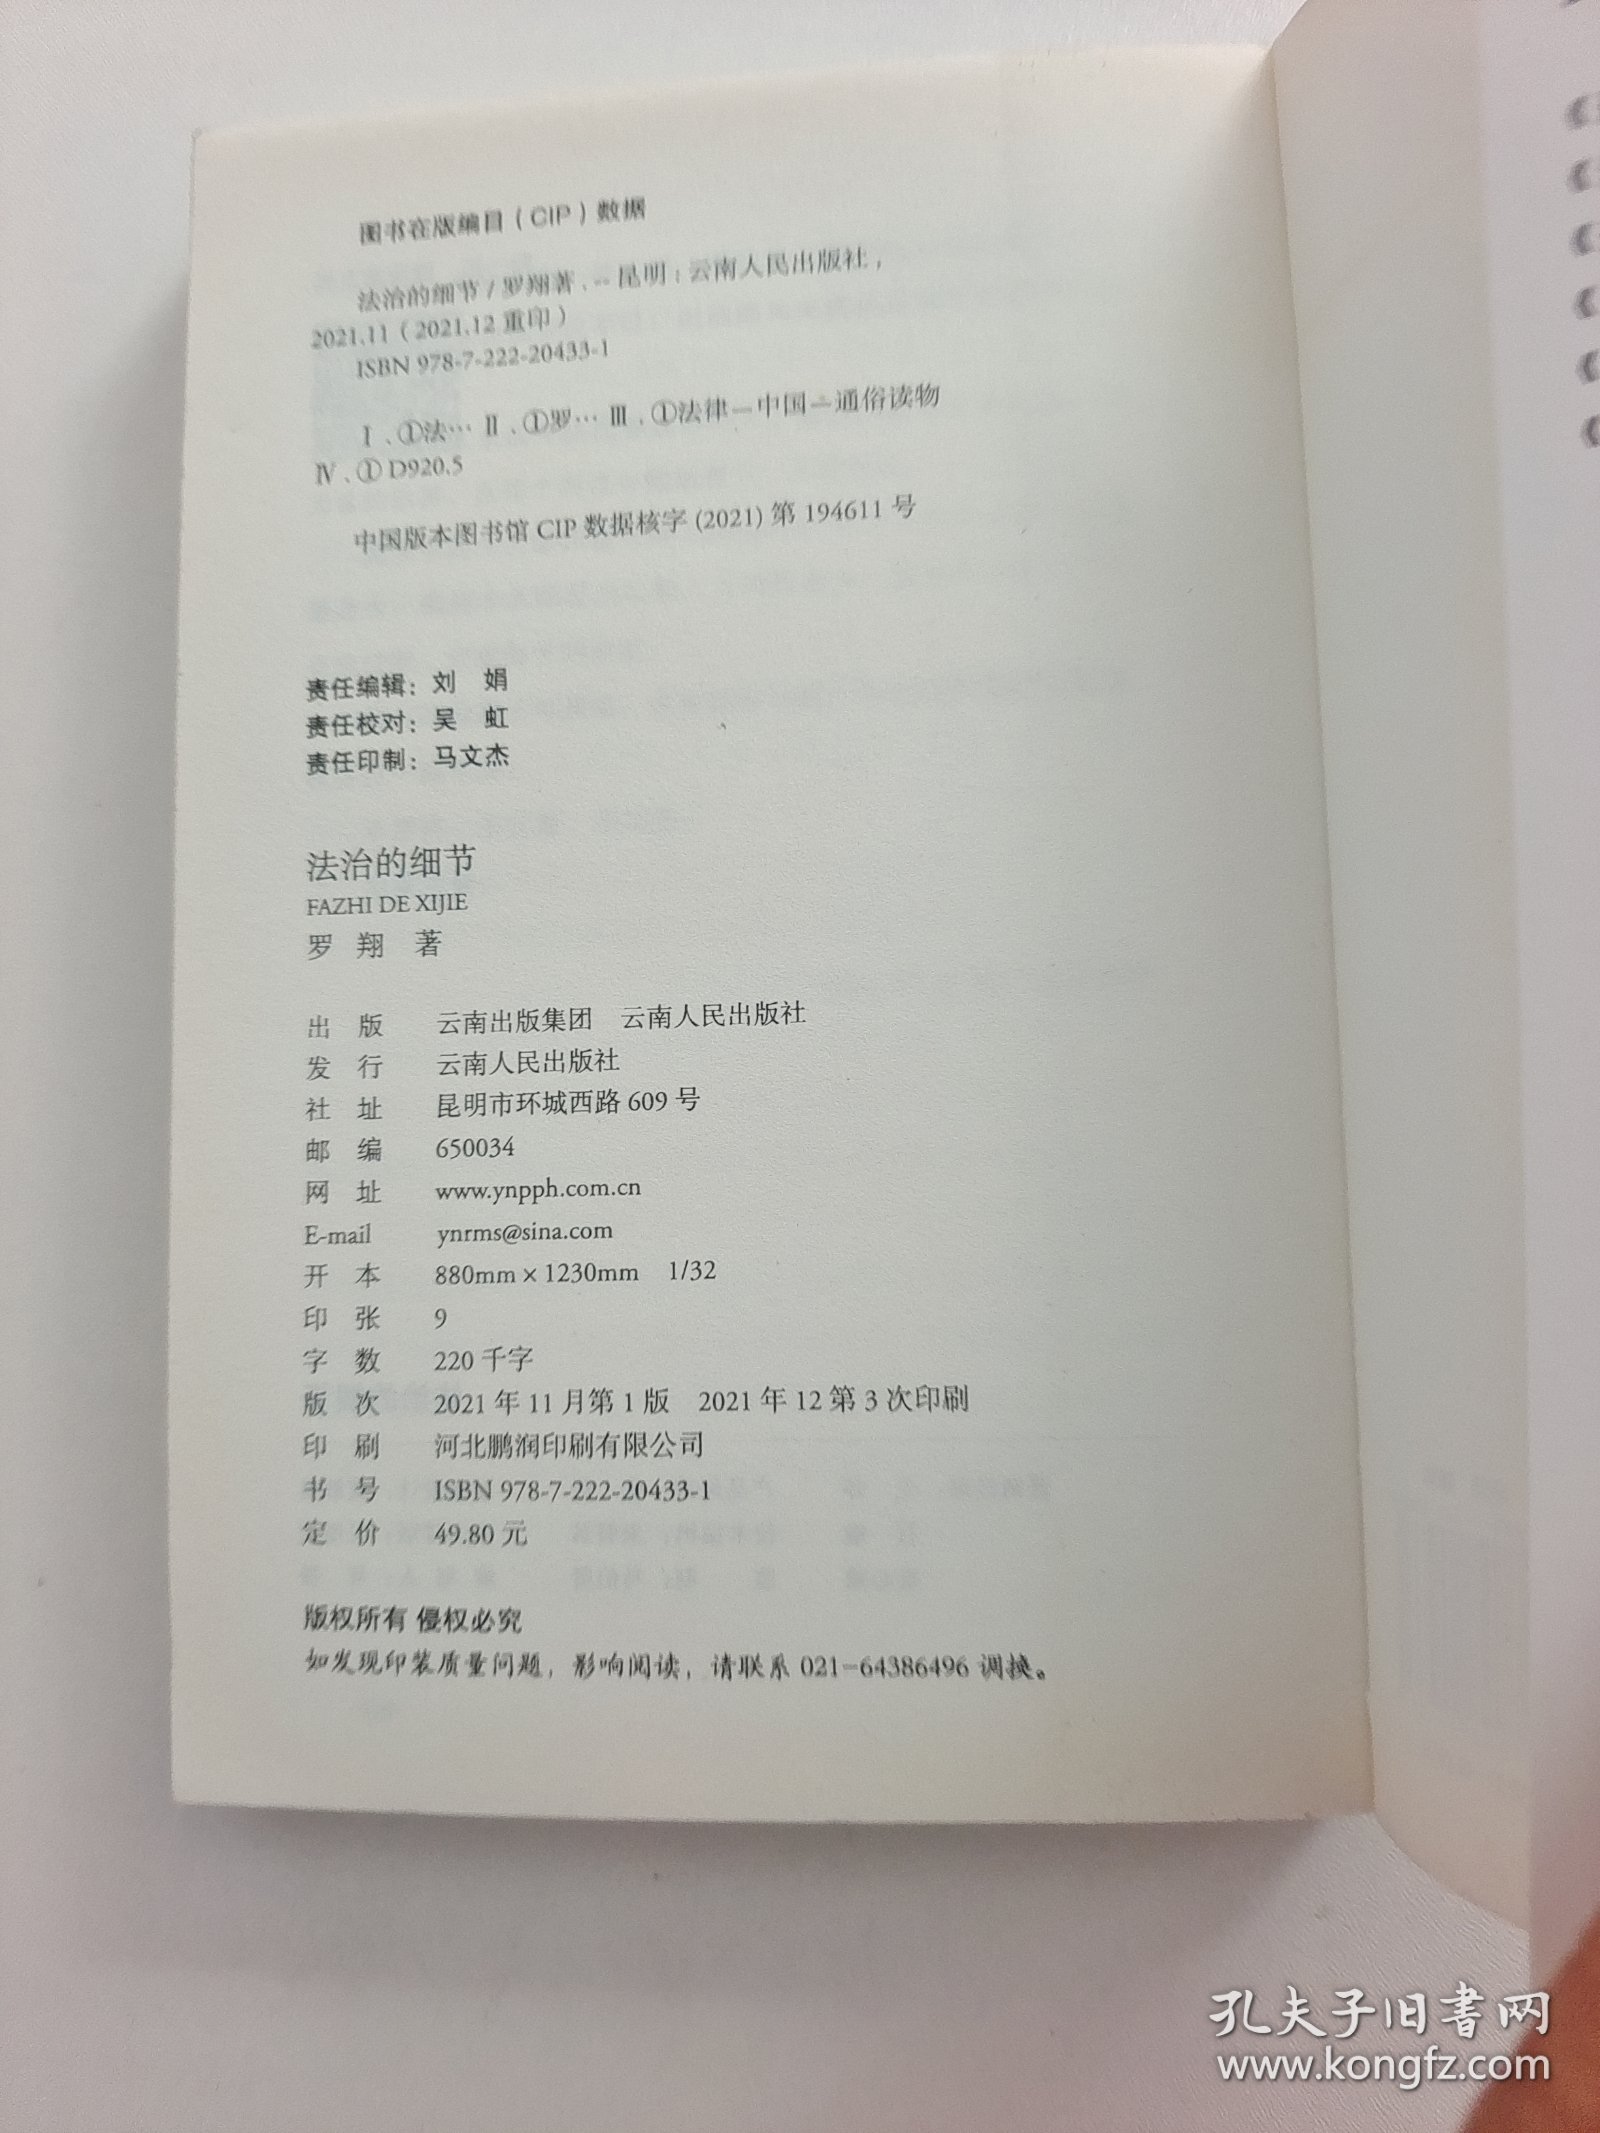 图书在版编目（CIP）数据
法治的细节 / 罗翔著. -- 昆明：云南人民出版社，
2021.11（2021.12 重印）
ISBN 978-7-222-20433-1
Ⅰ．①法… Ⅱ．①罗… Ⅲ．①法律－中国－通俗读物
Ⅳ．① D920.5
中国版本图书馆 CIP 数据核字 (2021) 第 194611 号
责任编辑：刘　娟
责任校对：吴　虹
责任印制：马文杰
法治的细节
FAZHI DE XIJIE
罗　翔　著
出　版　云南出版集团　云南人民出版社
发　行　云南人民出版社
社　址　昆明市环城西路 609 号
邮　编　650034
网　址　www.ynpph.com.cn
E-mail　ynrms@sina.com
开　本　880mm × 1230mm　1/32
印　张　9
字　数　220 千字
版　次　2021 年 11 月第 1 版　2021 年 12 第 3 次印刷
印　刷　河北鹏润印刷有限公司
书　号　ISBN 978-7-222-20433-1
定　价　49.80 元
版权所有 侵权必究
如发现印装质量问题，影响阅读，请联系 021-64386496 调换。
孔夫子旧书网
www.kongfz.com